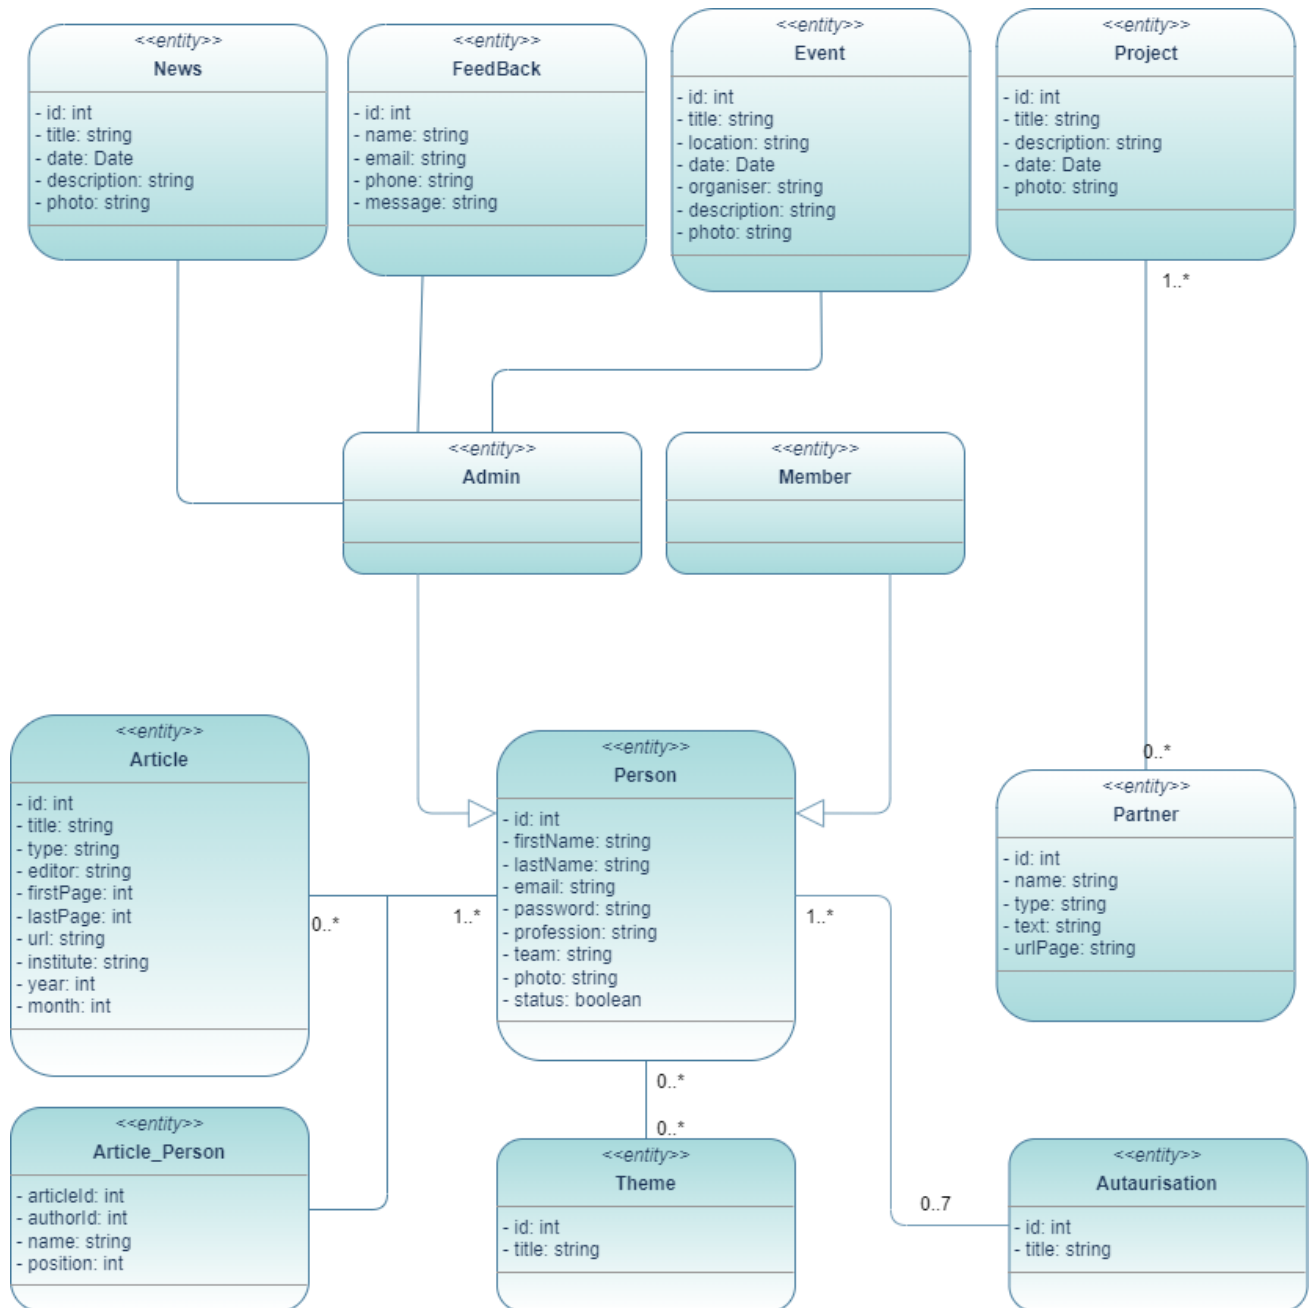 <<entity>>
News
- id: int
- title: string
- date: Date
- description: string
- photo: string
<<entity>>
FeedBack
- id: int
- name: string
- email: string
- phone: string
- message: string
<<entity>>
Event
- id: int
- title: string
- location: string
- date: Date
- organiser: string
- description: string
- photo: string
<<entity>>
Project
- id: int
- title: string
- description: string
- date: Date
- photo: string
1..*
<<entity>>
Admin
<<entity>>
Member
<<entity>>
Article
- id: int
- title: string
- type: string
- editor: string
- firstPage: int
- lastPage: int
- url: string
- institute: string
- year: int
- month: int
0..*
1..*
<<entity>>
Person
- id: int
- firstName: string
- lastName: string
- email: string
- password: string
- profession: string
- team: string
- photo: string
- status: boolean
1..*
0..*
<<entity>>
Partner
- id: int
- name: string
- type: string
- text: string
- urlPage: string
<<entity>>
Article_Person
- articleId: int
- authorId: int
- name: string
- position: int
0..*
0..*
<<entity>>
Theme
- id: int
- title: string
0..7
<<entity>>
Autaurisation
- id: int
- title: string